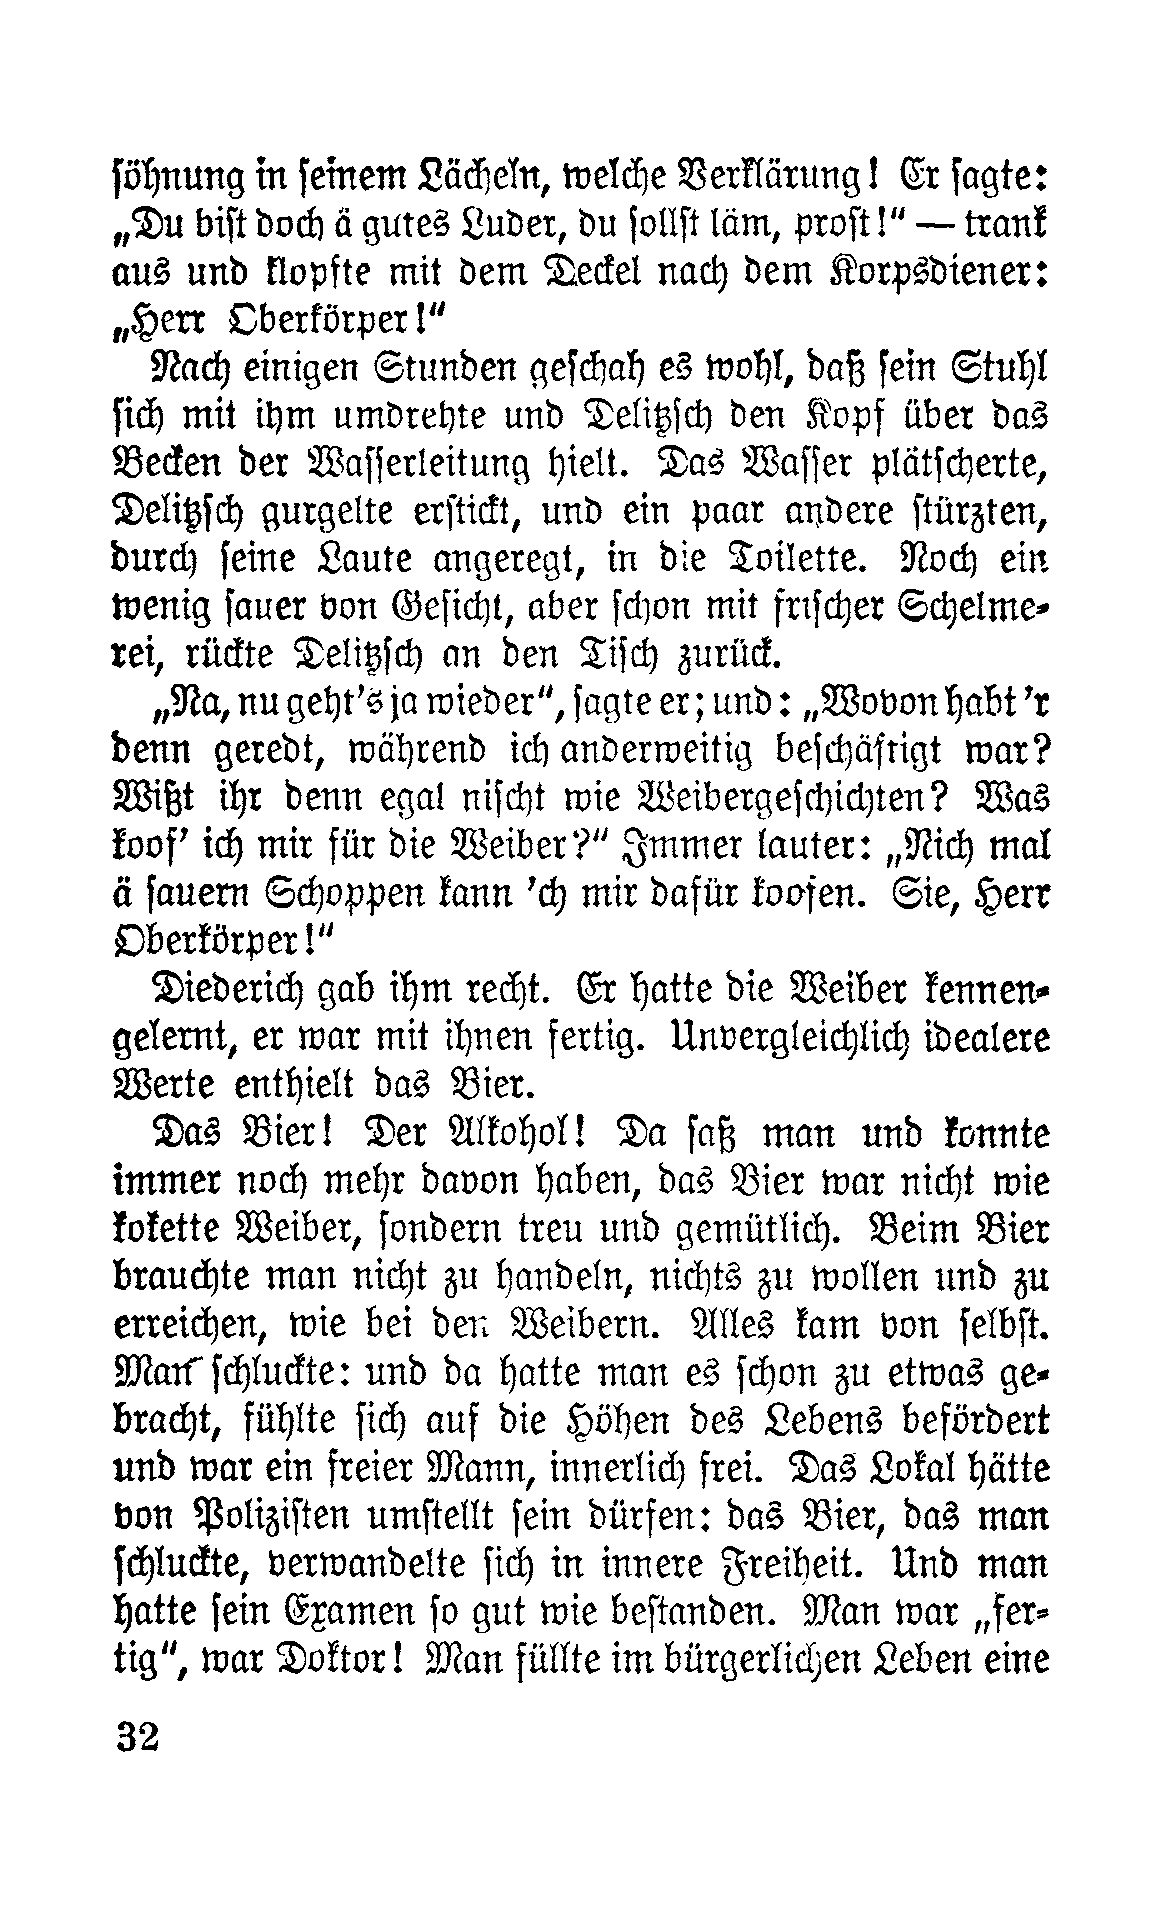 söhnung in seinem Lächeln, welche Verklärung! Er sagte:
„Du bist doch ä gutes Luder, du sollst läm, prost!“ — trank
aus und klopfte mit dem Deckel nach dem Korpsdiener:
„Herr Oberkörper!“
Nach einigen Stunden geschah es wohl, daß sein Stuhl
sich mit ihm umdrehte und Delitzsch den Kopf über das
Becken der Wasserleitung hielt. Das Wasser plätscherte,
Delitzsch gurgelte erstickt, und ein paar andere stürzten,
durch seine Laute angeregt, in die Toilette. Noch ein
wenig sauer von Gesicht, aber schon mit frischer Schelme-
rei, rückte Delitzsch an den Tisch zurück.
„Na, nu geht’s ja wieder“, sagte er; und: „Wovon habt ’r
denn geredt, während ich anderweitig beschäftigt war?
Wißt ihr denn egal nischt wie Weibergeschichten? Was
koof’ ich mir für die Weiber?“ Immer lauter: „Nich mal
ä sauern Schoppen kann ’ch mir dafür koofen. Sie, Herr
Oberkörper!“
Diederich gab ihm recht. Er hatte die Weiber kennen-
gelernt, er war mit ihnen fertig. Unvergleichlich idealere
Werte enthielt das Bier.
Das Bier! Der Alkohol! Da saß man und konnte
immer noch mehr davon haben, das Bier war nicht wie
kokette Weiber, sondern treu und gemütlich. Beim Bier
brauchte man nicht zu handeln, nichts zu wollen und zu
erreichen, wie bei den Weibern. Alles kam von selbst.
Man schluckte: und da hatte man es schon zu etwas ge-
bracht, fühlte sich auf die Höhen des Lebens befördert
und war ein freier Mann, innerlich frei. Das Lokal hätte
von Polizisten umstellt sein dürfen: das Bier, das man
schluckte, verwandelte sich in innere Freiheit. Und man
hatte sein Examen so gut wie bestanden. Man war „fer-
tig“, war Doktor! Man füllte im bürgerlichen Leben eine
32